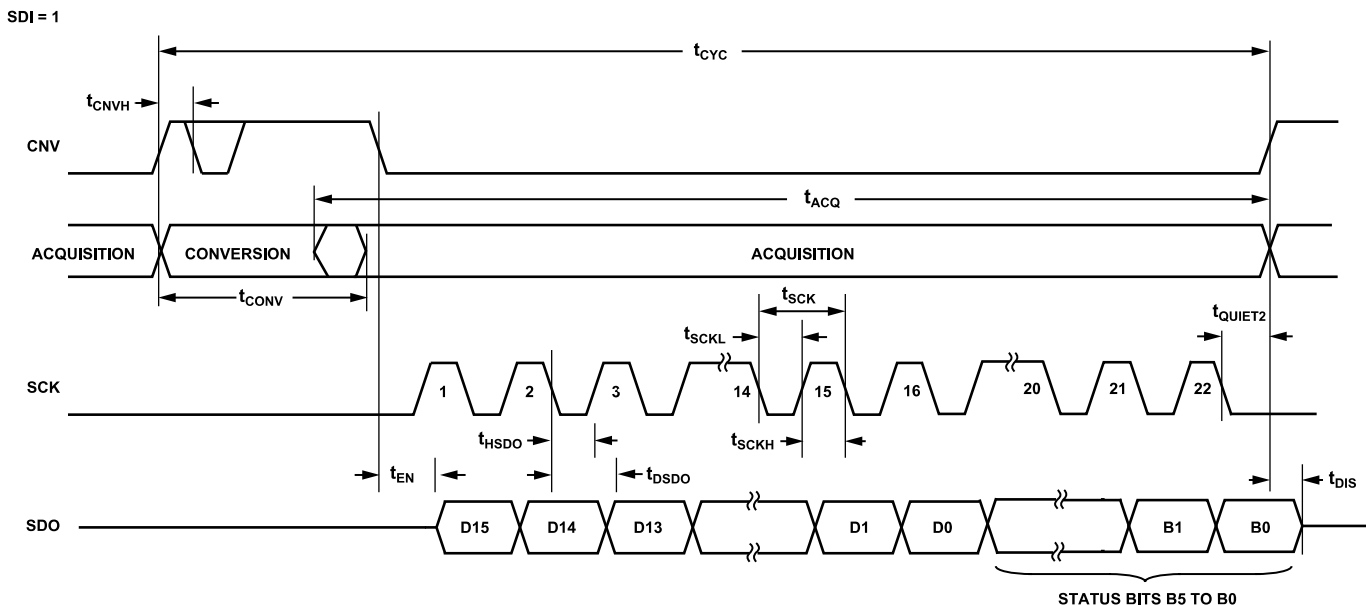 SDI = 1
tCYC
tCNVH
CNV
tACQ
ACQUISITION
CONVERSION
ACQUISITION
tCONV
tSCK
tQUIET2
tSCKL
SCK
1
2
3
14
15
16
20
21
22
tHSDO
tSCKH
tEN
tDSDO
tDIS
SDO
D15
D14
D13
D1
D0
B1
B0
STATUS BITS B5 TO B0